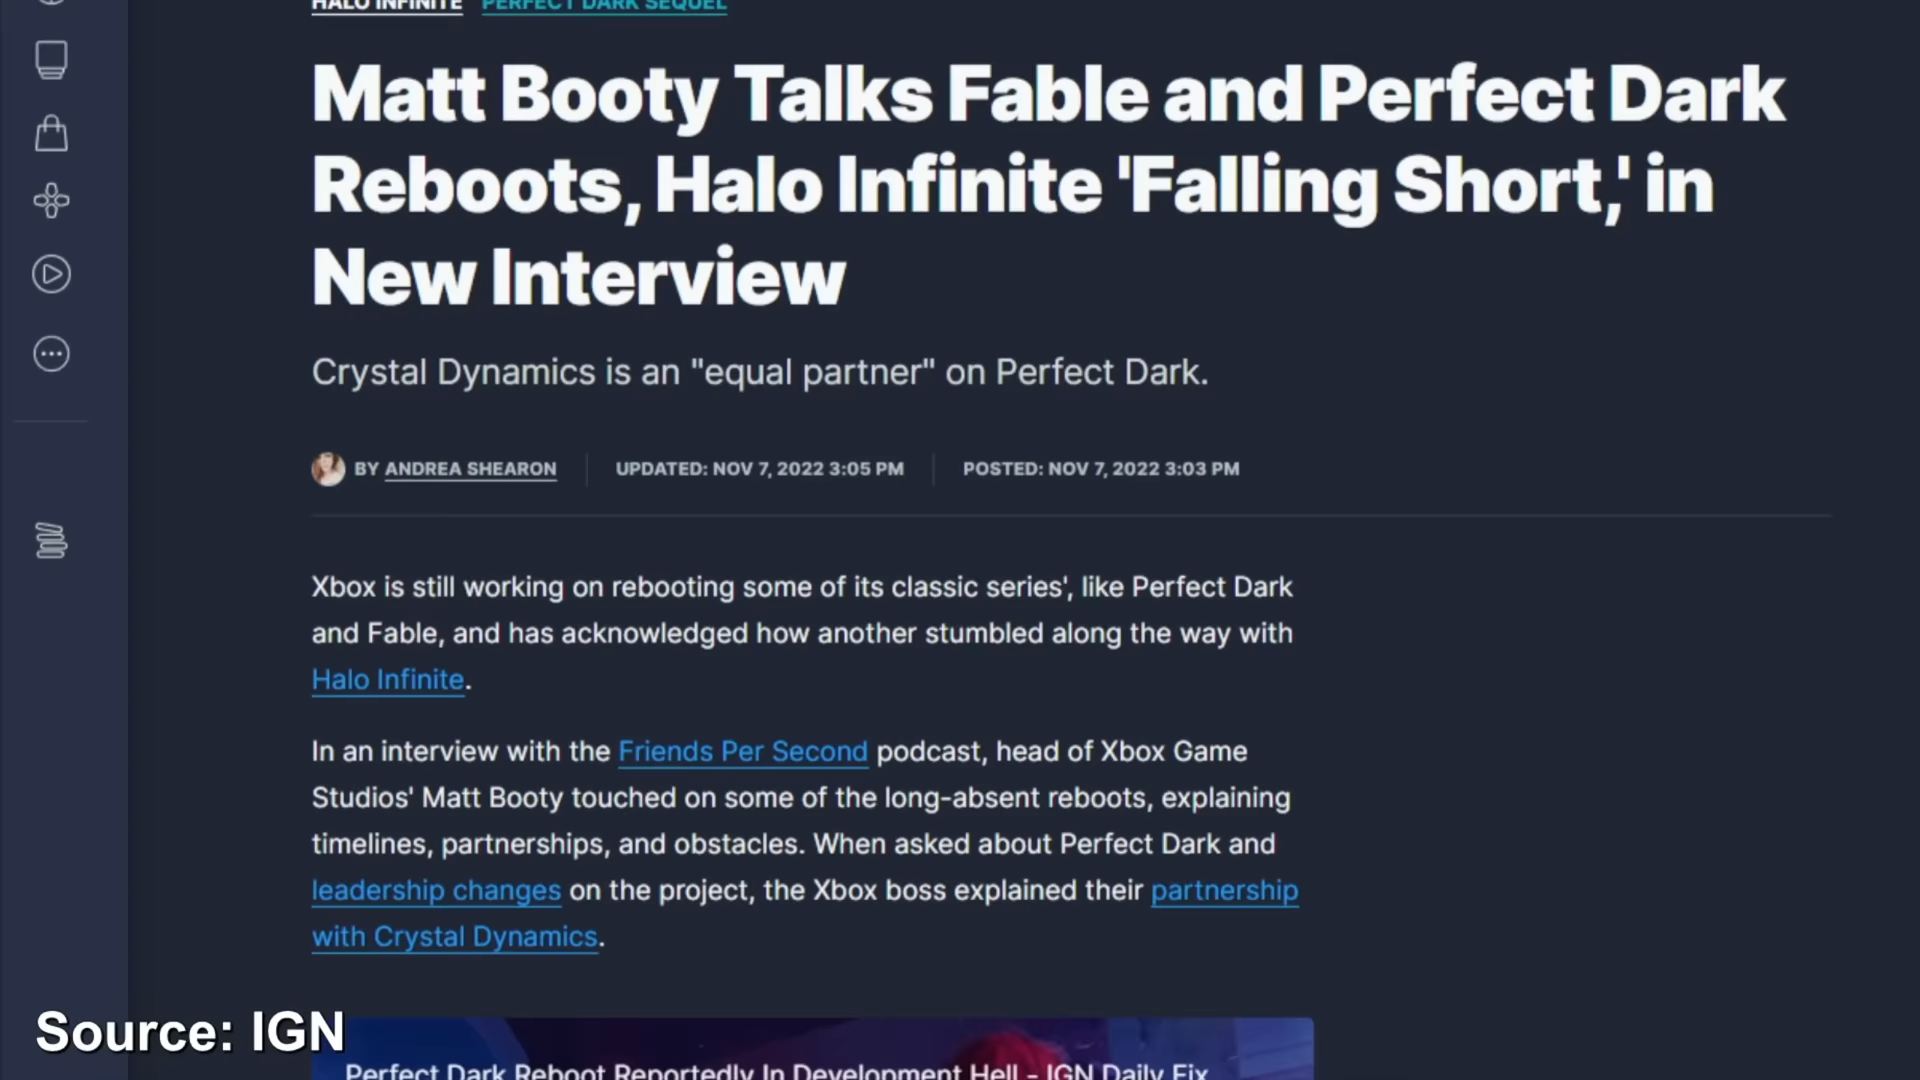 HALO INFINITE PERFECT DARK SEQUEL
Matt Booty Talks Fable and Perfect Dark
Reboots, Halo Infinite 'Falling Short,' in
New Interview
Crystal Dynamics is an "equal partner" on Perfect Dark.
BY ANDREA SHEARON UPDATED: NOV 7, 2022 3:05 PM POSTED: NOV 7, 2022 3:03 PM
Xbox is still working on rebooting some of its classic series', like Perfect Dark
and Fable, and has acknowledged how another stumbled along the way with
Halo Infinite.
In an interview with the Friends Per Second podcast, head of Xbox Game
Studios' Matt Booty touched on some of the long-absent reboots, explaining
timelines, partnerships, and obstacles. When asked about Perfect Dark and
leadership changes on the project, the Xbox boss explained their partnership
with Crystal Dynamics.
Source: IGN
Perfect Dark Reboot Reportedly In Development Hell - IGN Daily Fix